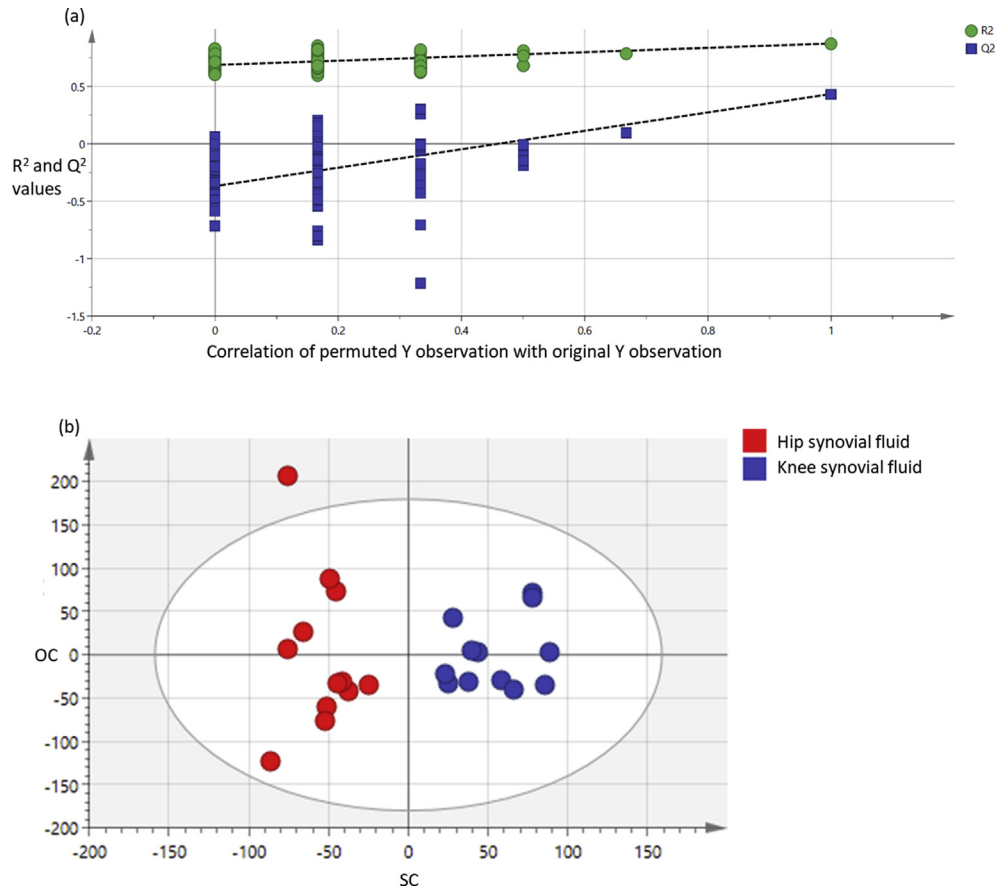 (a)
R2
Q2
0.5
0
-0.5
-1
-1.5
R² and Q²
values
-0.2
0
0.2
0.4
0.6
0.8
1
Correlation of permuted Y observation with original Y observation
(b)
Hip synovial fluid
Knee synovial fluid
200
150
100
50
0
-50
-100
-150
-200
OC
-200
-150
-100
-50
0
50
100
150
SC